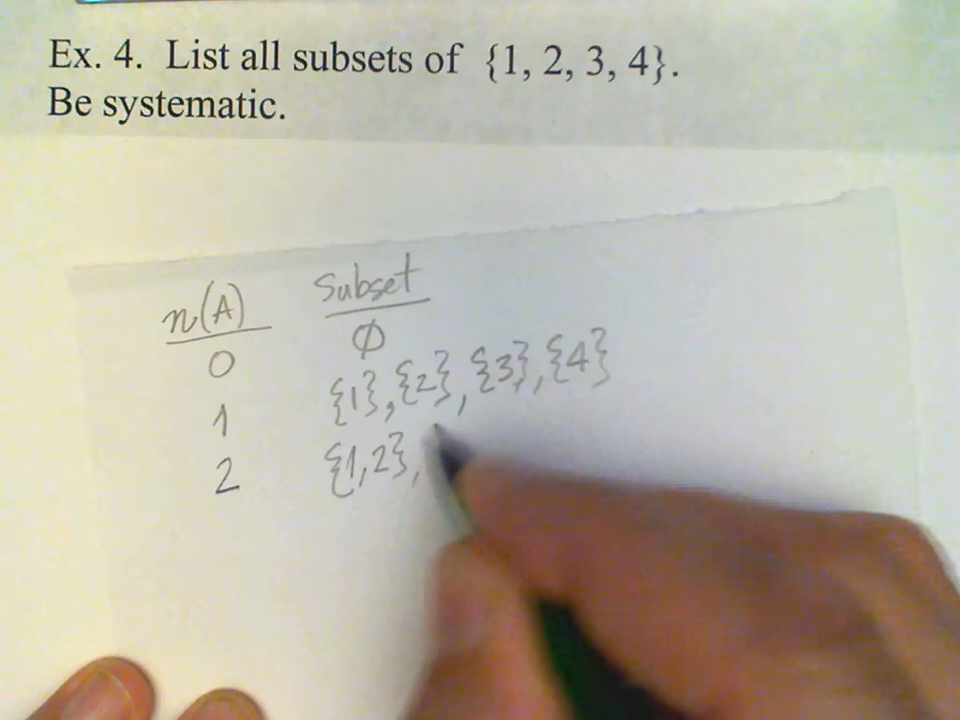 Ex. 4. List all subsets of {1, 2, 3, 4}.
Be systematic.
n(A) Subset
0 ∅
1 {1}, {2}, {3}, {4}
2 {1,2},